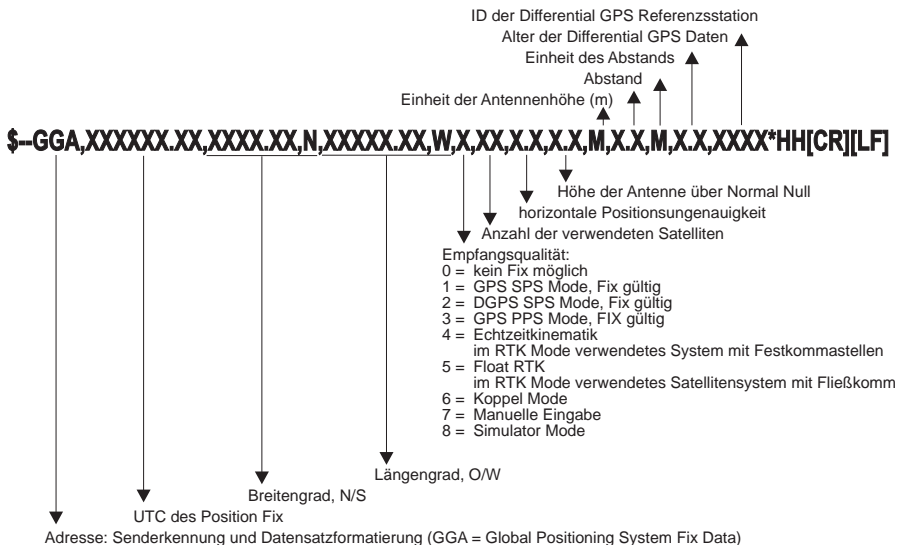 ID der Differential GPS Referenzsstation
Alter der Differential GPS Daten
Einheit des Abstands
Abstand
Einheit der Antennenhöhe (m)
$--GGA,XXXXXX.XX,XXXX.XX,N,XXXXX.XX,W,X,XX,X.X,X.X,M,X.X,M,X.X,XXXX*HH[CR][LF]
Höhe der Antenne über Normal Null
horizontale Positionsungenauigkeit
Anzahl der verwendeten Satelliten
Empfangsqualität:
0 = kein Fix möglich
1 = GPS SPS Mode, Fix gültig
2 = DGPS SPS Mode, Fix gültig
3 = GPS PPS Mode, FIX gültig
4 = Echtzeitkinematik
im RTK Mode verwendetes System mit Festkommastellen
5 = Float RTK
im RTK Mode verwendetes Satellitensystem mit Fließkomm
6 = Koppel Mode
7 = Manuelle Eingabe
8 = Simulator Mode
Längengrad, O/W
Breitengrad, N/S
UTC des Position Fix
Adresse: Senderkennung und Datensatzformatierung (GGA = Global Positioning System Fix Data)